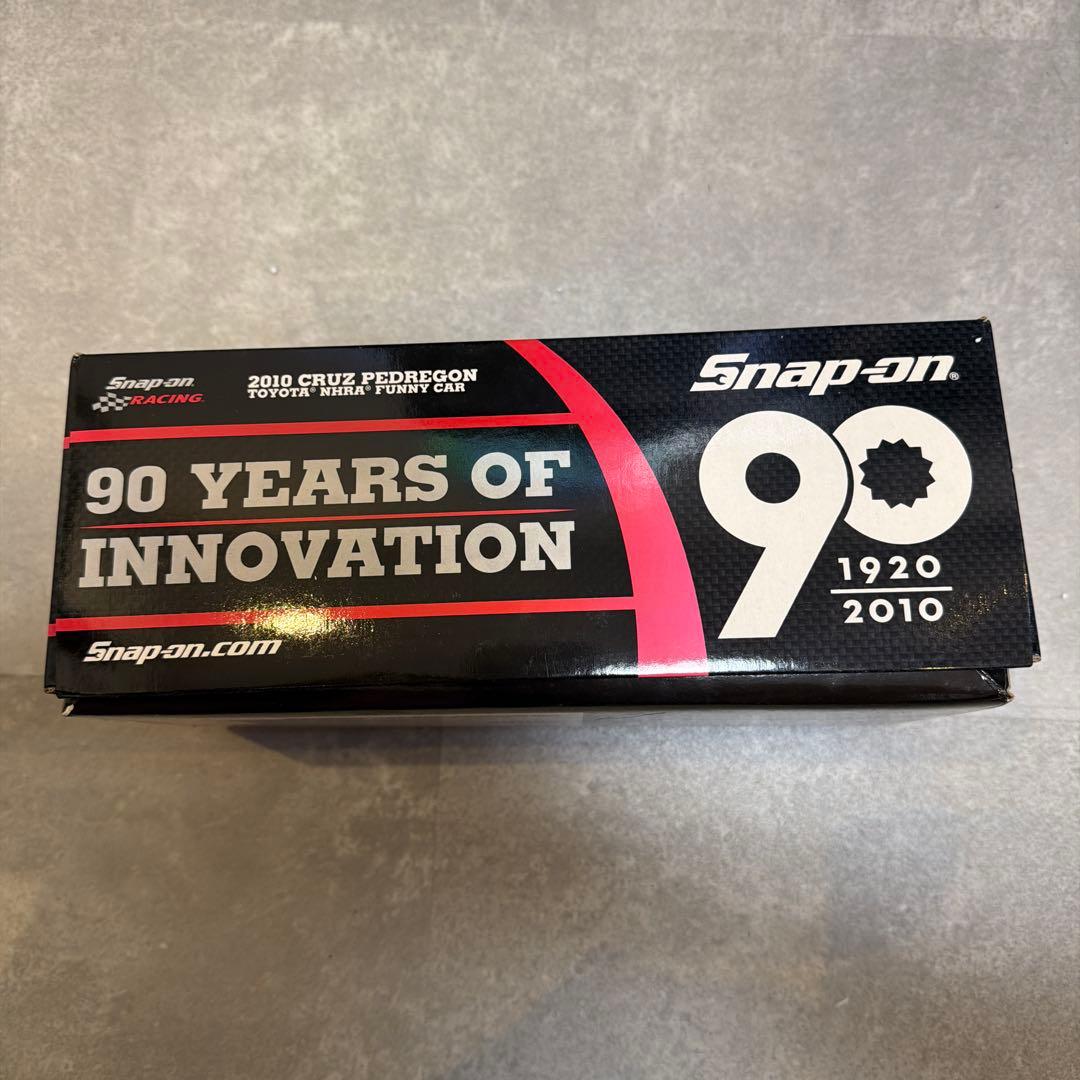 Snap-on
RACING
2010 CRUZ PEDREGON
TOYOTA® NHRA® FUNNY CAR
90 YEARS OF
INNOVATION
Snap-on.com
Snap-on®
90
1920
2010